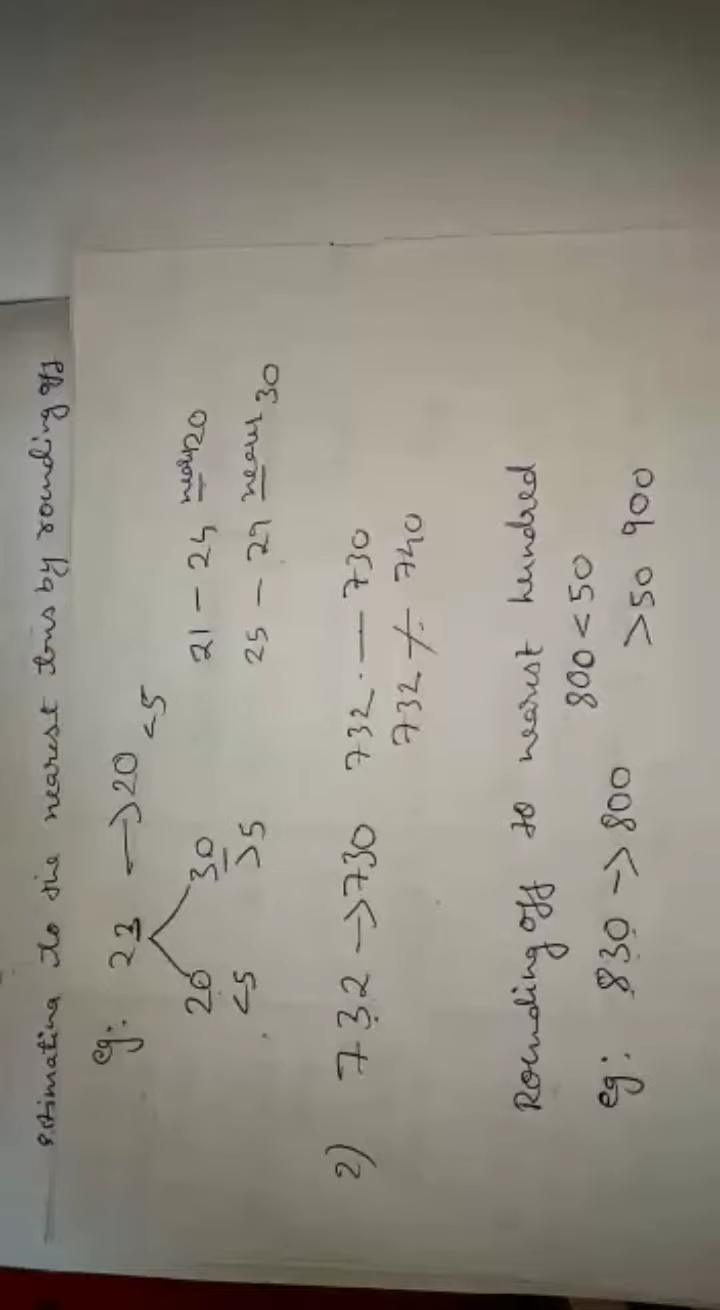 estimating to the nearest tens by rounding off
eg: 23 → 20 <5
20 30
<5 >5
21 - 24 near 20
25 - 29 nearer 30
2) 732 → 730 732 - 730
732 ≁ 740
Rounding off to nearest hundred
eg: 830 → 800 800 < 50
>50 900